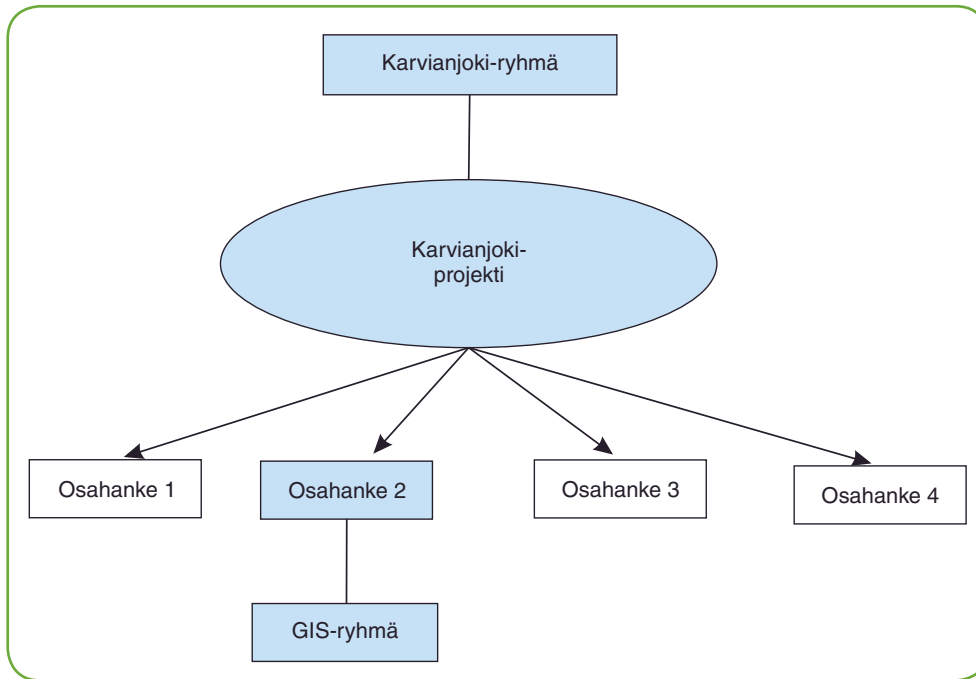 Karvianjoki-ryhmä
Karvianjoki-
projekti
Osahanke 1
Osahanke 2
Osahanke 3
Osahanke 4
GIS-ryhmä